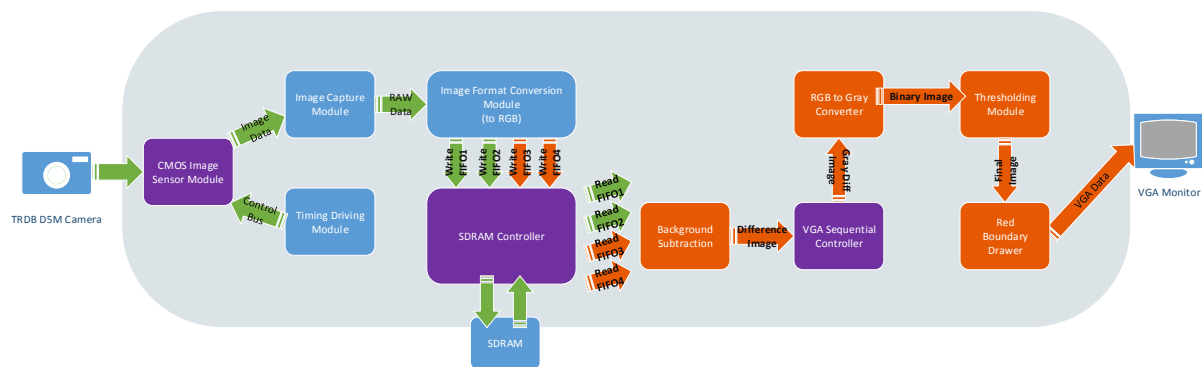 TRDB D5M Camera
CMOS Image
Sensor Module
Image
Data
Control
Bus
Image Capture
Module
Timing Driving
Module
RAW
Data
Image Format Conversion
Module
(to RGB)
Write
FIFO1
Write
FIFO2
Write
FIFO3
Write
FIFO4
SDRAM Controller
SDRAM
Read
FIFO1
Read
FIFO2
Read
FIFO3
Read
FIFO4
Background
Subtraction
Difference
Image
VGA Sequential
Controller
Gray Diff
Image
RGB to Gray
Converter
Binary Image
Thresholding
Module
Final
Image
Red
Boundary
Drawer
VGA Data
VGA Monitor